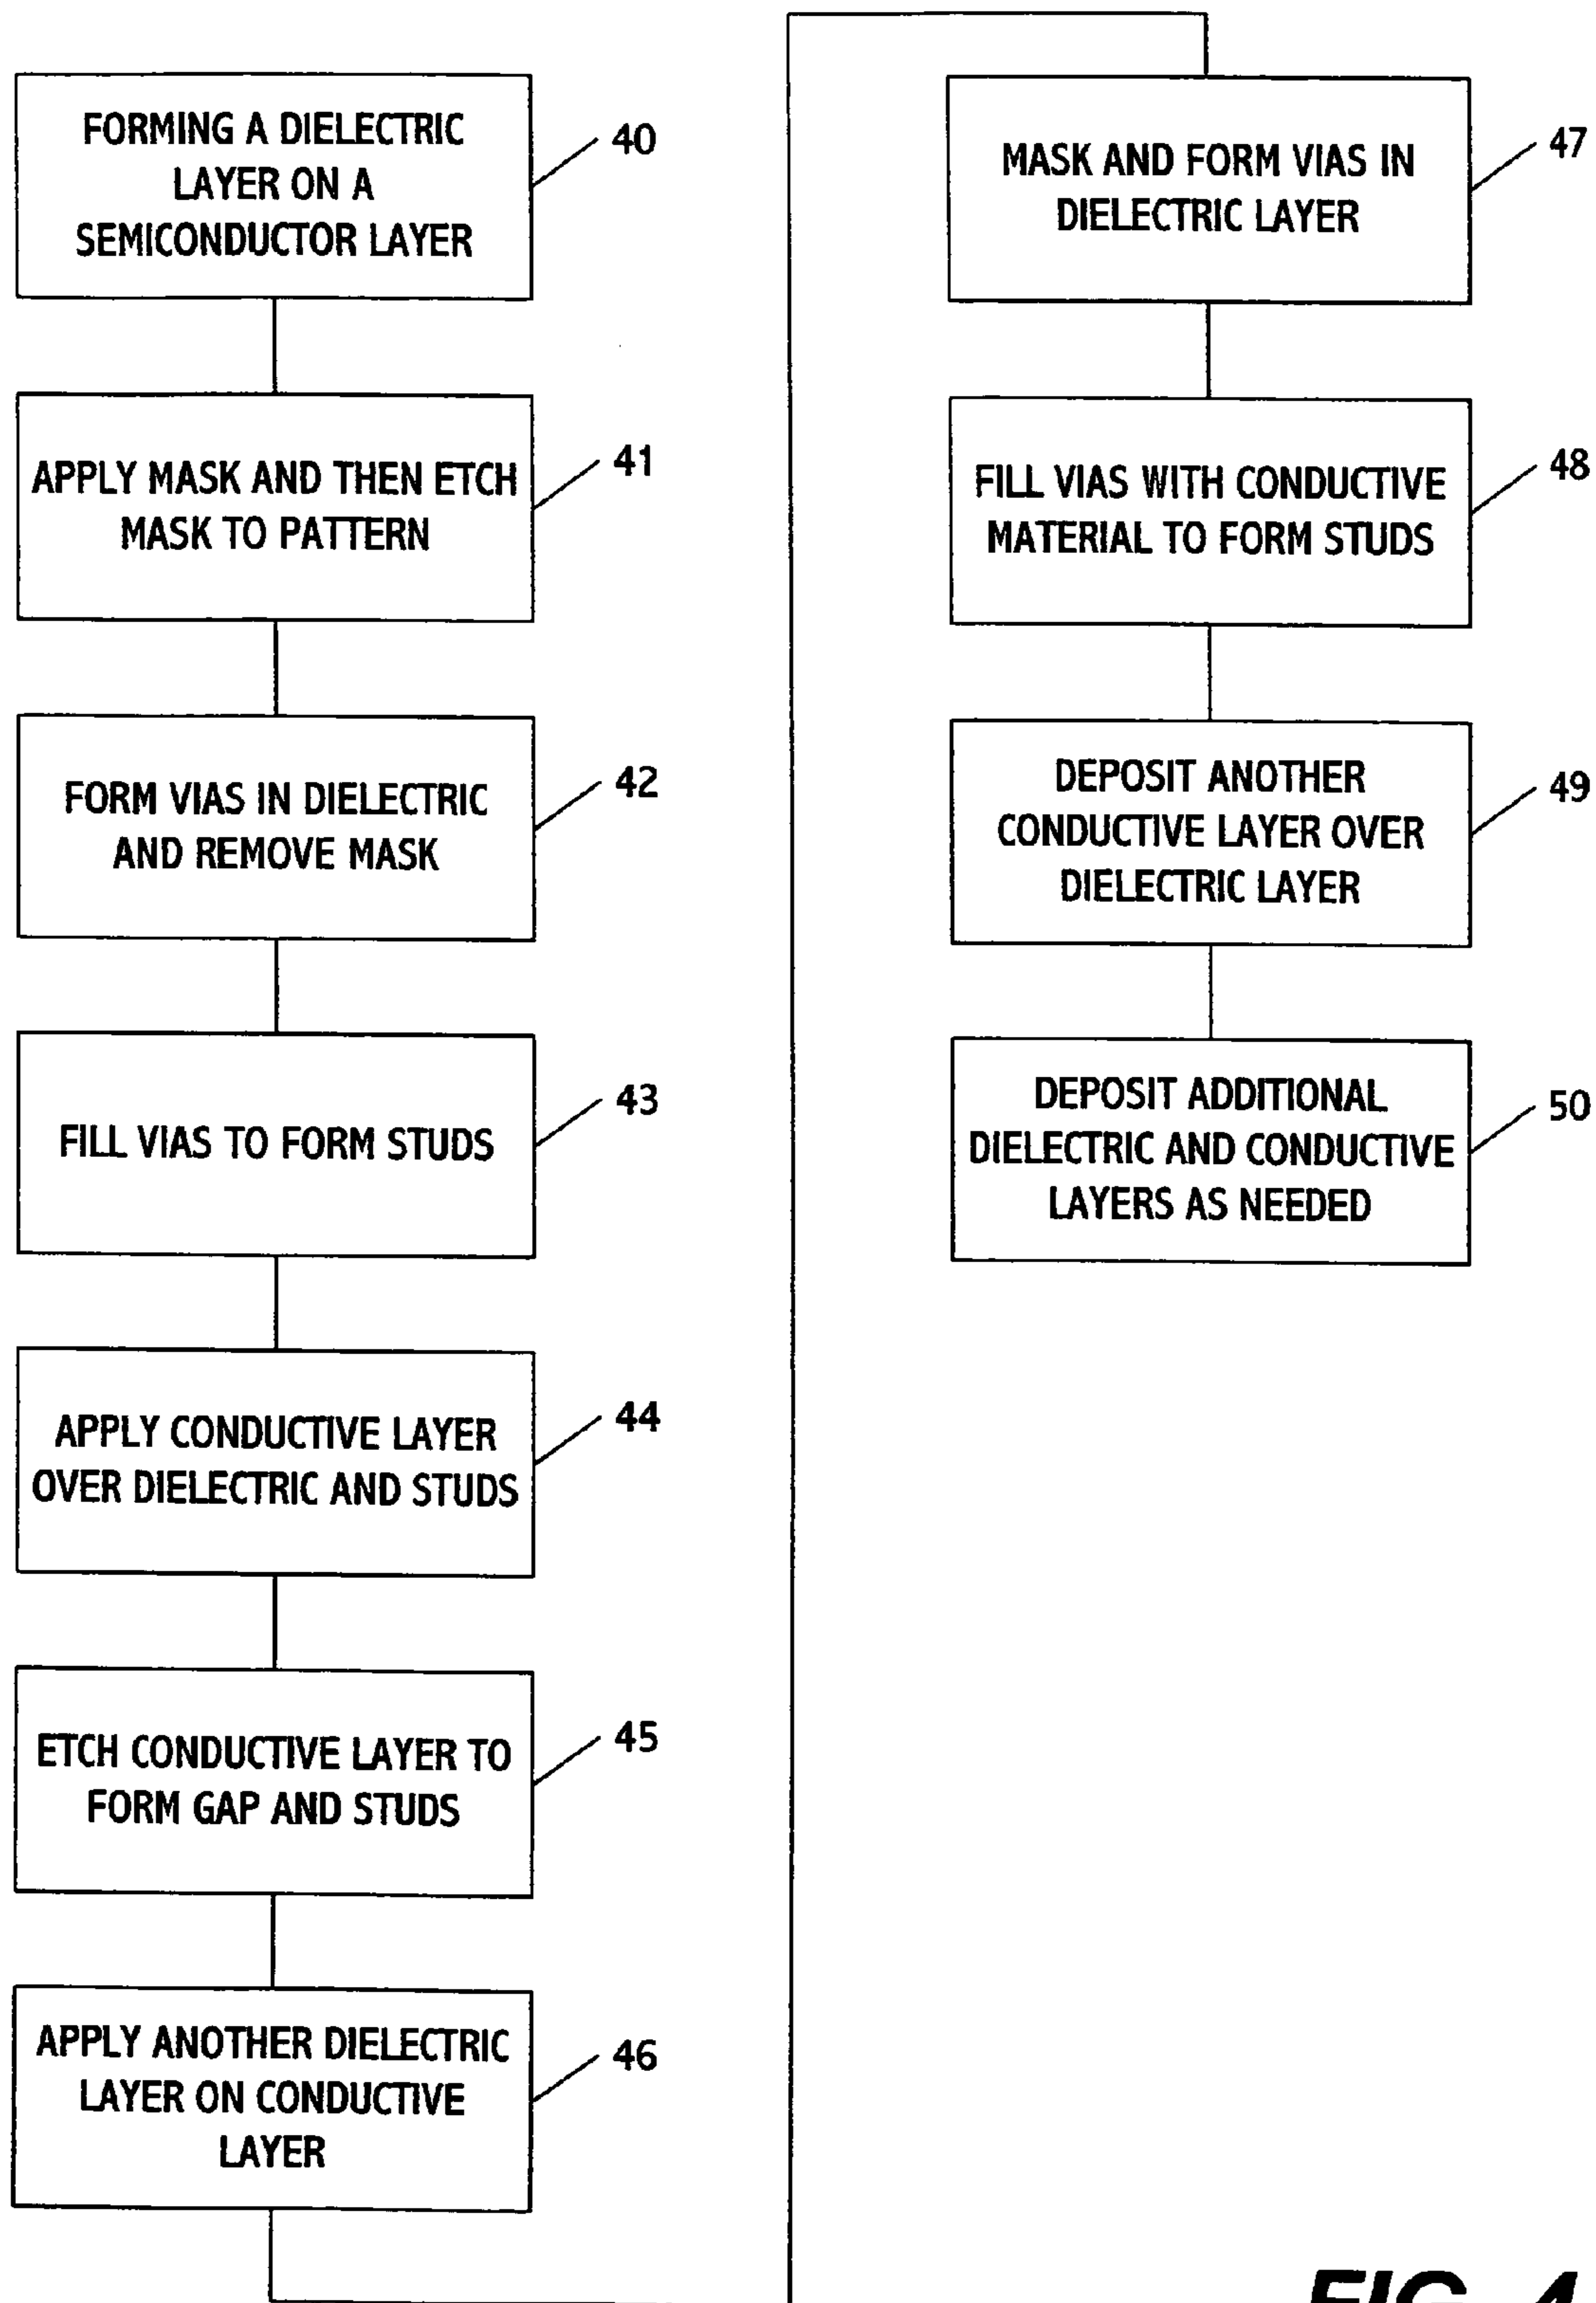 FORMING A DIELECTRIC
LAYER ON A
SEMICONDUCTOR LAYER
40
APPLY MASK AND THEN ETCH
MASK TO PATTERN
41
FORM VIAS IN DIELECTRIC
AND REMOVE MASK
42
FILL VIAS TO FORM STUDS
43
APPLY CONDUCTIVE LAYER
OVER DIELECTRIC AND STUDS
44
ETCH CONDUCTIVE LAYER TO
FORM GAP AND STUDS
45
APPLY ANOTHER DIELECTRIC
LAYER ON CONDUCTIVE
LAYER
46
MASK AND FORM VIAS IN
DIELECTRIC LAYER
47
FILL VIAS WITH CONDUCTIVE
MATERIAL TO FORM STUDS
48
DEPOSIT ANOTHER
CONDUCTIVE LAYER OVER
DIELECTRIC LAYER
49
DEPOSIT ADDITIONAL
DIELECTRIC AND CONDUCTIVE
LAYERS AS NEEDED
50
FIG. 4